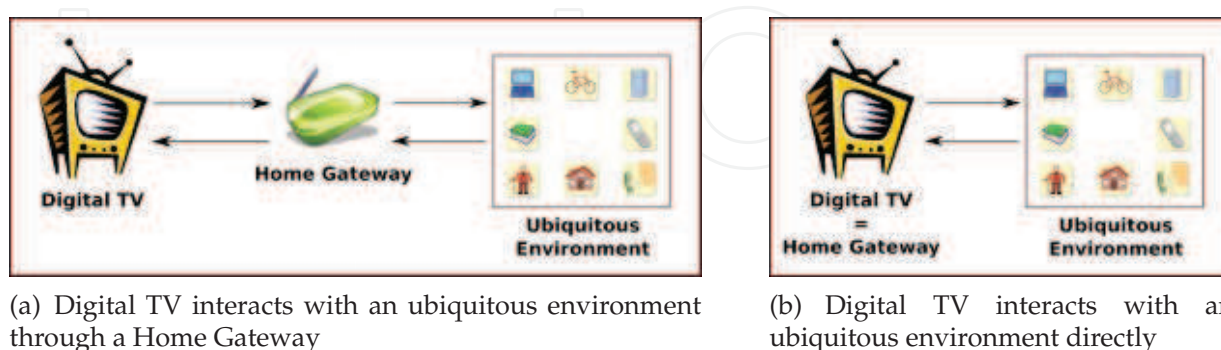 Digital TV
Home Gateway
Ubiquitous
Environment
(a) Digital TV interacts with an ubiquitous environment
through a Home Gateway
Digital TV
=
Home Gateway
Ubiquitous
Environment
(b) Digital TV interacts with
ubiquitous environment directly